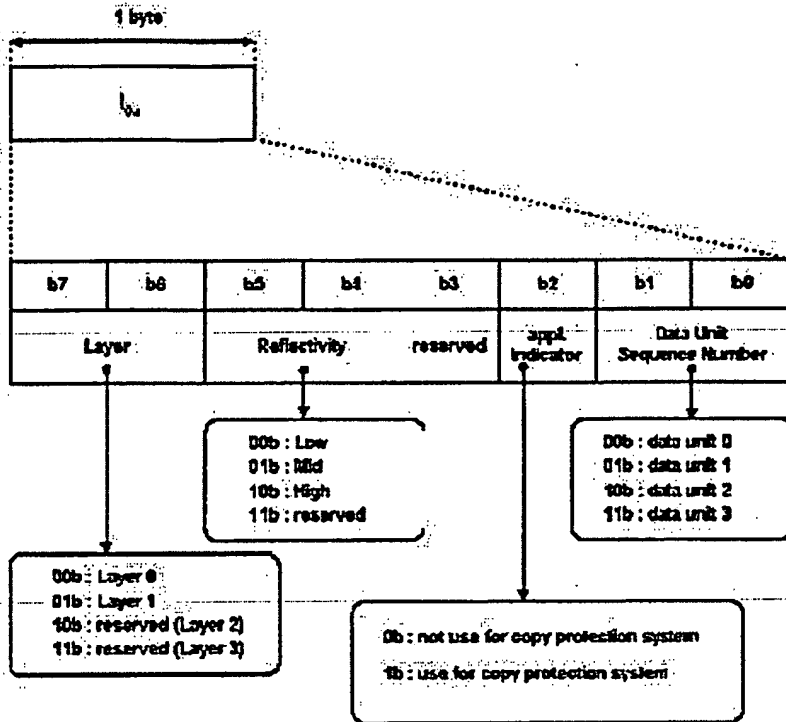 1 byte
b7 b6 b5 b4 b3 b2 b1 b0
Layer Reflectivity reserved appl. Indicator Data Unit Sequence Number
00b : Low
01b : Mid
10b : High
11b : reserved
00b : data unit 0
01b : data unit 1
10b : data unit 2
11b : data unit 3
00b : Layer 0
01b : Layer 1
10b : reserved (Layer 2)
11b : reserved (Layer 3)
0b : not use for copy protection system
1b : use for copy protection system